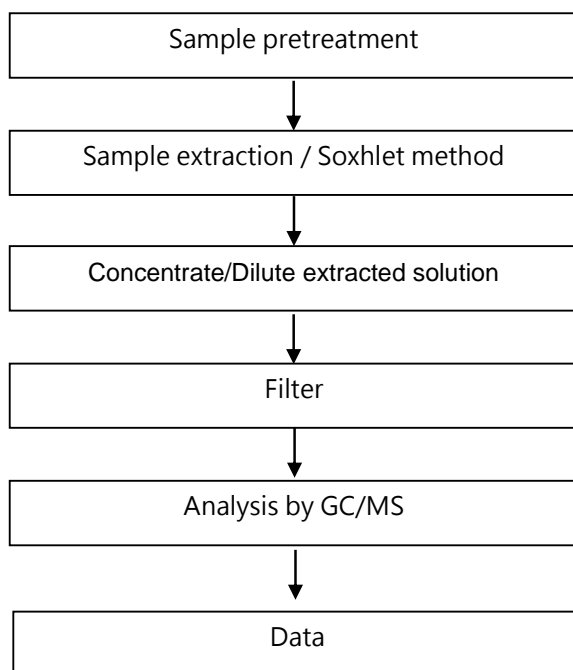 Sample pretreatment
Sample extraction / Soxhlet method
Concentrate/Dilute extracted solution
Filter
Analysis by GC/MS
Data